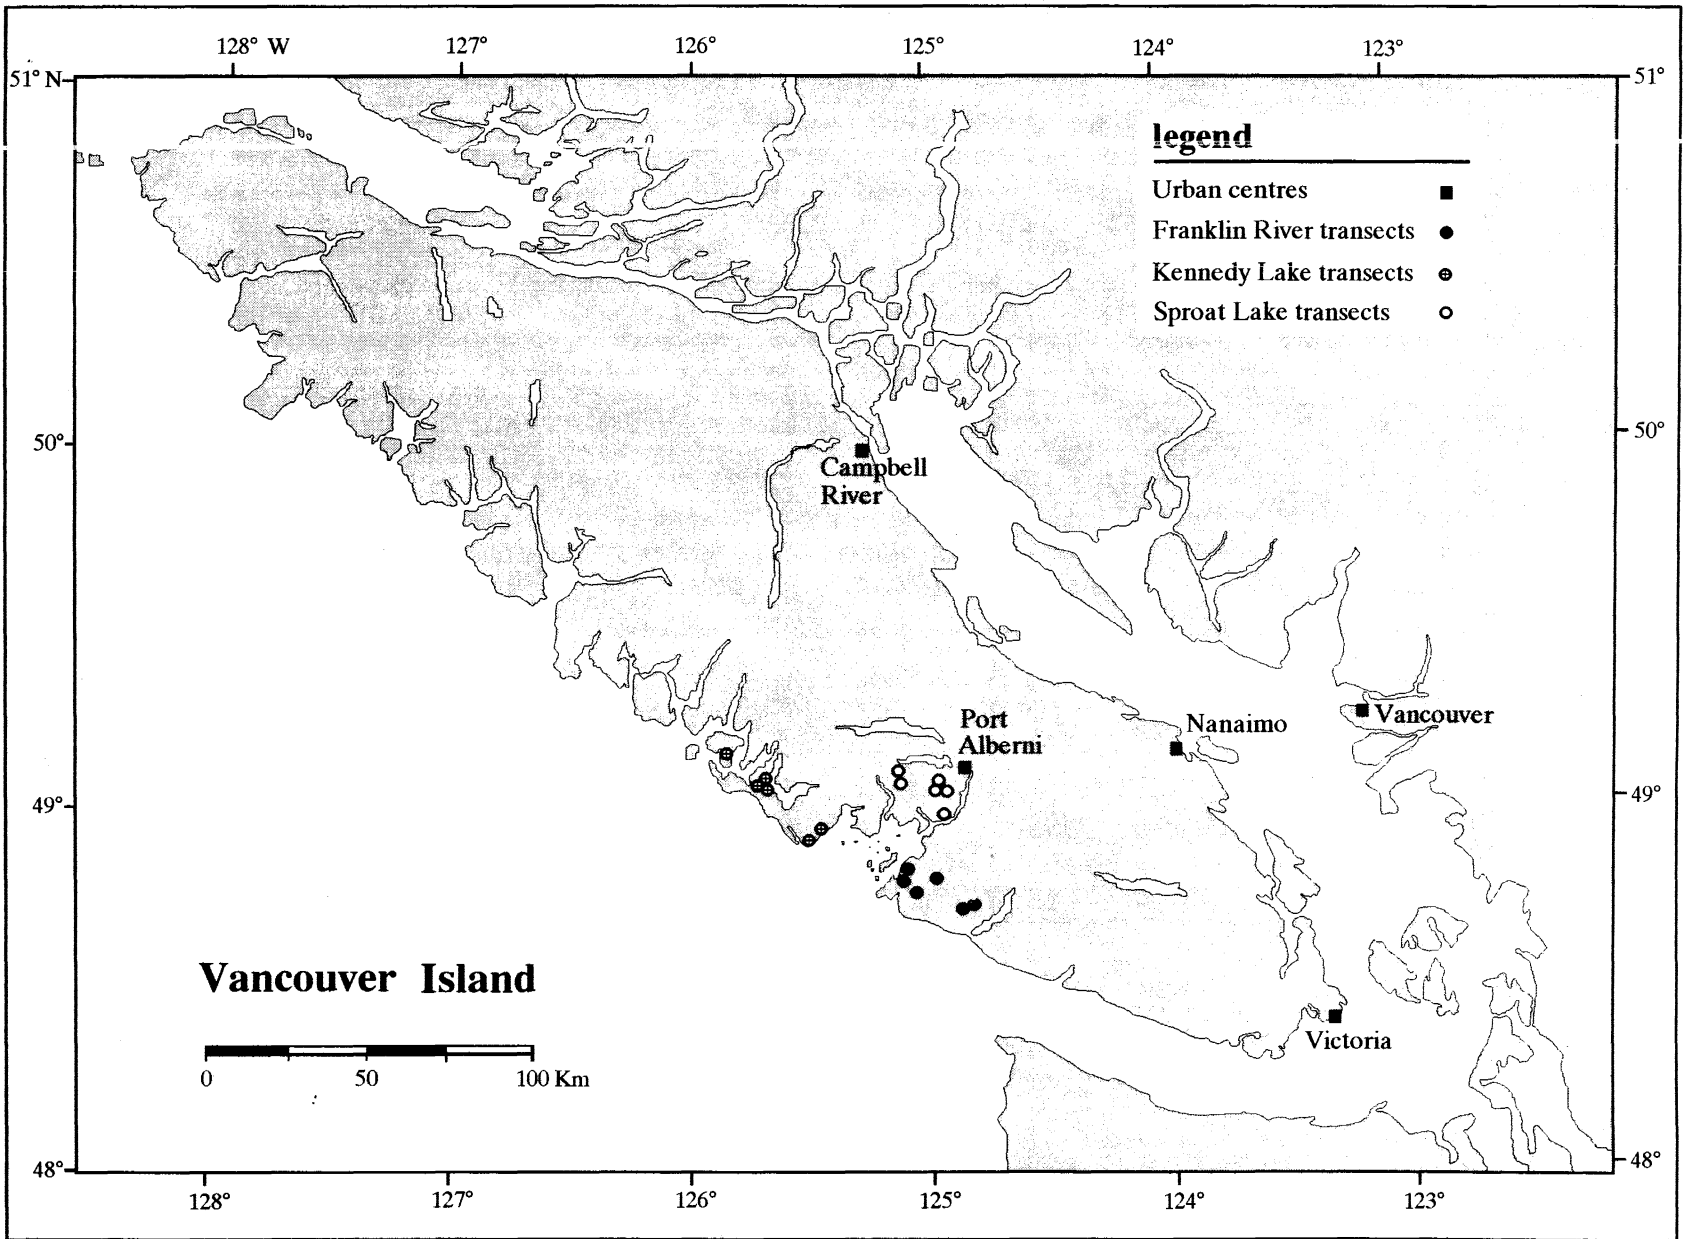 128° W 127° 126° 125° 124° 123°
51° N 51°
legend
Urban centres
Franklin River transects
Kennedy Lake transects
Sproat Lake transects
50° 50°
Campbell
River
Port
Alberni
Nanaimo
Vancouver
49° 49°
Vancouver Island
Victoria
0 50 100 Km
48° 48°
128° 127° 126° 125° 124° 123°